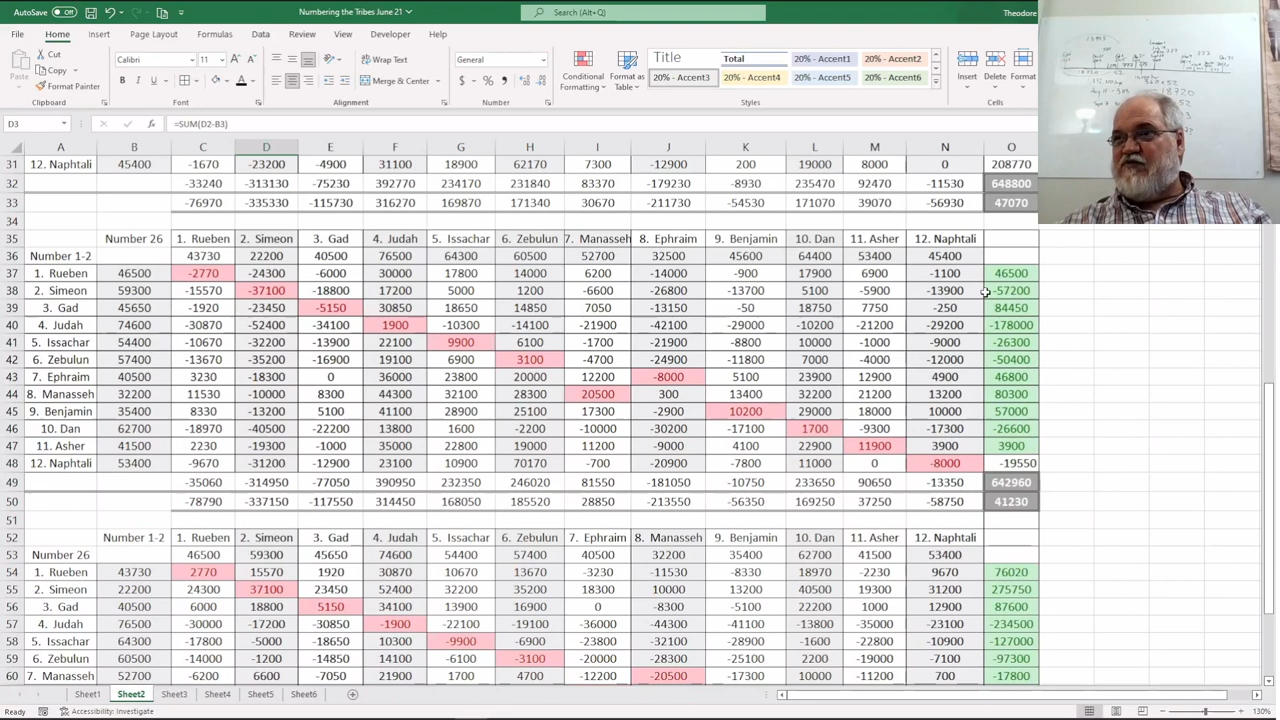 AutoSave Off Numbering the Tribes June 21 Search (Alt+Q) Theodore
File Home Insert Page Layout Formulas Data Review View Developer Help
Paste Cut Calibri 11 A A Wrap Text General Conditional Formatting Format as Table Title Total 20% - Accent1 20% - Accent2 Insert Delete Format
Copy
Format Painter B I U A Merge & Center $ % 20% - Accent3 20% - Accent4 20% - Accent5 20% - Accent6
Clipboard Font Alignment Number Styles Cells
D3 fx =SUM(D2-B3)
A B C D E F G H I J K L M N O
31 12. Naphtali 45400 -1670 -23200 -4900 31100 18900 62170 7300 -12900 200 19000 8000 0 208770
32 -33240 -313130 -75230 392770 234170 231840 83370 -179230 -8930 235470 92470 -11530 648800
33 -76970 -335330 -115730 316270 169870 171340 30670 -211730 -54530 171070 39070 -56930 47070
34
35 Number 26 1. Rueben 2. Simeon 3. Gad 4. Judah 5. Issachar 6. Zebulun 7. Manasseh 8. Ephraim 9. Benjamin 10. Dan 11. Asher 12. Naphtali
36 Number 1-2 43730 22200 40500 76500 64300 60500 52700 32500 45600 64400 53400 45400
37 1. Rueben 46500 -2770 -24300 -6000 30000 17800 14000 6200 -14000 -900 17900 6900 -1100 46500
38 2. Simeon 59300 -15570 -37100 -18800 17200 5000 1200 -6600 -26800 -13700 5100 -5900 -13900 -57200
39 3. Gad 45650 -1920 -23450 -5150 30850 18650 14850 7050 -13150 -50 18750 7750 -250 84450
40 4. Judah 74600 -30870 -52400 -34100 1900 -10300 -14100 -21900 -42100 -29000 -10200 -21200 -29200 -178000
41 5. Issachar 54400 -10670 -32200 -13900 22100 9900 6100 -1700 -21900 -8800 10000 -1000 -9000 -26300
42 6. Zebulun 57400 -13670 -35200 -16900 19100 6900 3100 -4700 -24900 -11800 7000 -4000 -12000 -50400
43 7. Ephraim 40500 3230 -18300 0 36000 23800 20000 12200 -8000 5100 23900 12900 4900 46800
44 8. Manasseh 32200 11530 -10000 8300 44300 32100 28300 20500 300 13400 32200 21200 13200 80300
45 9. Benjamin 35400 8330 -13200 5100 41100 28900 25100 17300 -2900 10200 29000 18000 10000 57000
46 10. Dan 62700 -18970 -40500 -22200 13800 1600 -2200 -10000 -30200 -17100 1700 -9300 -17300 -26600
47 11. Asher 41500 2230 -19300 -1000 35000 22800 19000 11200 -9000 4100 22900 11900 3900 3900
48 12. Naphtali 53400 -9670 -31200 -12900 23100 10900 70170 -700 -20900 -7800 11000 0 -8000 -19550
49 -35060 -314950 -77050 390950 232350 246020 81550 -181050 -10750 233650 90650 -13350 642960
50 -78790 -337150 -117550 314450 168050 185520 28850 -213550 -56350 169250 37250 -58750 41230
51
52 Number 1-2 1. Rueben 2. Simeon 3. Gad 4. Judah 5. Issachar 6. Zebulun 7. Ephraim 8. Manasseh 9. Benjamin 10. Dan 11. Asher 12. Naphtali
53 Number 26 46500 59300 45650 74600 54400 57400 40500 32200 35400 62700 41500 53400
54 1. Rueben 43730 2770 15570 1920 30870 10670 13670 -3230 -11530 -8330 18970 -2230 9670 76020
55 2. Simeon 22200 24300 37100 23450 52400 32200 35200 18300 10000 13200 40500 19300 31200 275750
56 3. Gad 40500 6000 18800 5150 34100 13900 16900 0 -8300 -5100 22200 1000 12900 87600
57 4. Judah 76500 -30000 -17200 -30850 -1900 -22100 -19100 -36000 -44300 -41100 -13800 -35000 -23100 -234500
58 5. Issachar 64300 -17800 -5000 -18650 10300 -9900 -6900 -23800 -32100 -28900 -1600 -22800 -10900 -127000
59 6. Zebulun 60500 -14000 -1200 -14850 14100 -6100 -3100 -20000 -28300 -25100 2200 -19000 -7100 -97300
60 7. Manasseh 52700 -6200 6600 -7050 21900 1700 4700 -12200 -20500 -17300 10000 -11200 700 -17800
Sheet1 Sheet2 Sheet3 Sheet4 Sheet5 Sheet6
Ready Accessibility: Investigate 130%